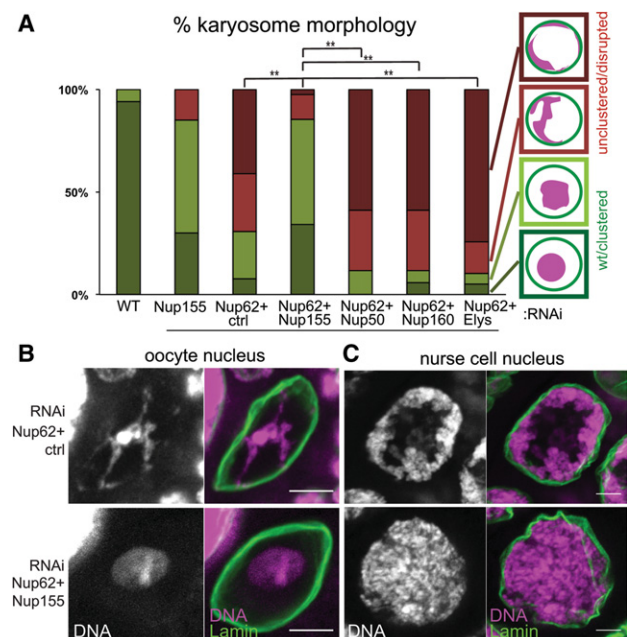 A
% karyosome morphology
**
**
** **
100%
50%
0%
WT
Nup155
Nup62+
ctrl
Nup62+
Nup155
Nup62+
Nup50
Nup62+
Nup160
Nup62+
Elys
:RNAi
unclustered/disrupted
wt/clustered
B
oocyte nucleus
C
nurse cell nucleus
RNAi
Nup62+
ctrl
RNAi
Nup62+
Nup155
DNA
DNA
Lamin
DNA
DNA
Lamin